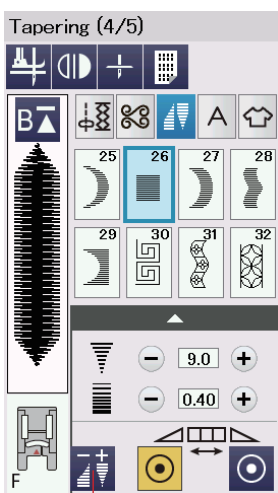 Tapering (4/5)
B
A
25 26 27 28
29 30 31 32
− 9.0 +
− 0.40 +
F
− +